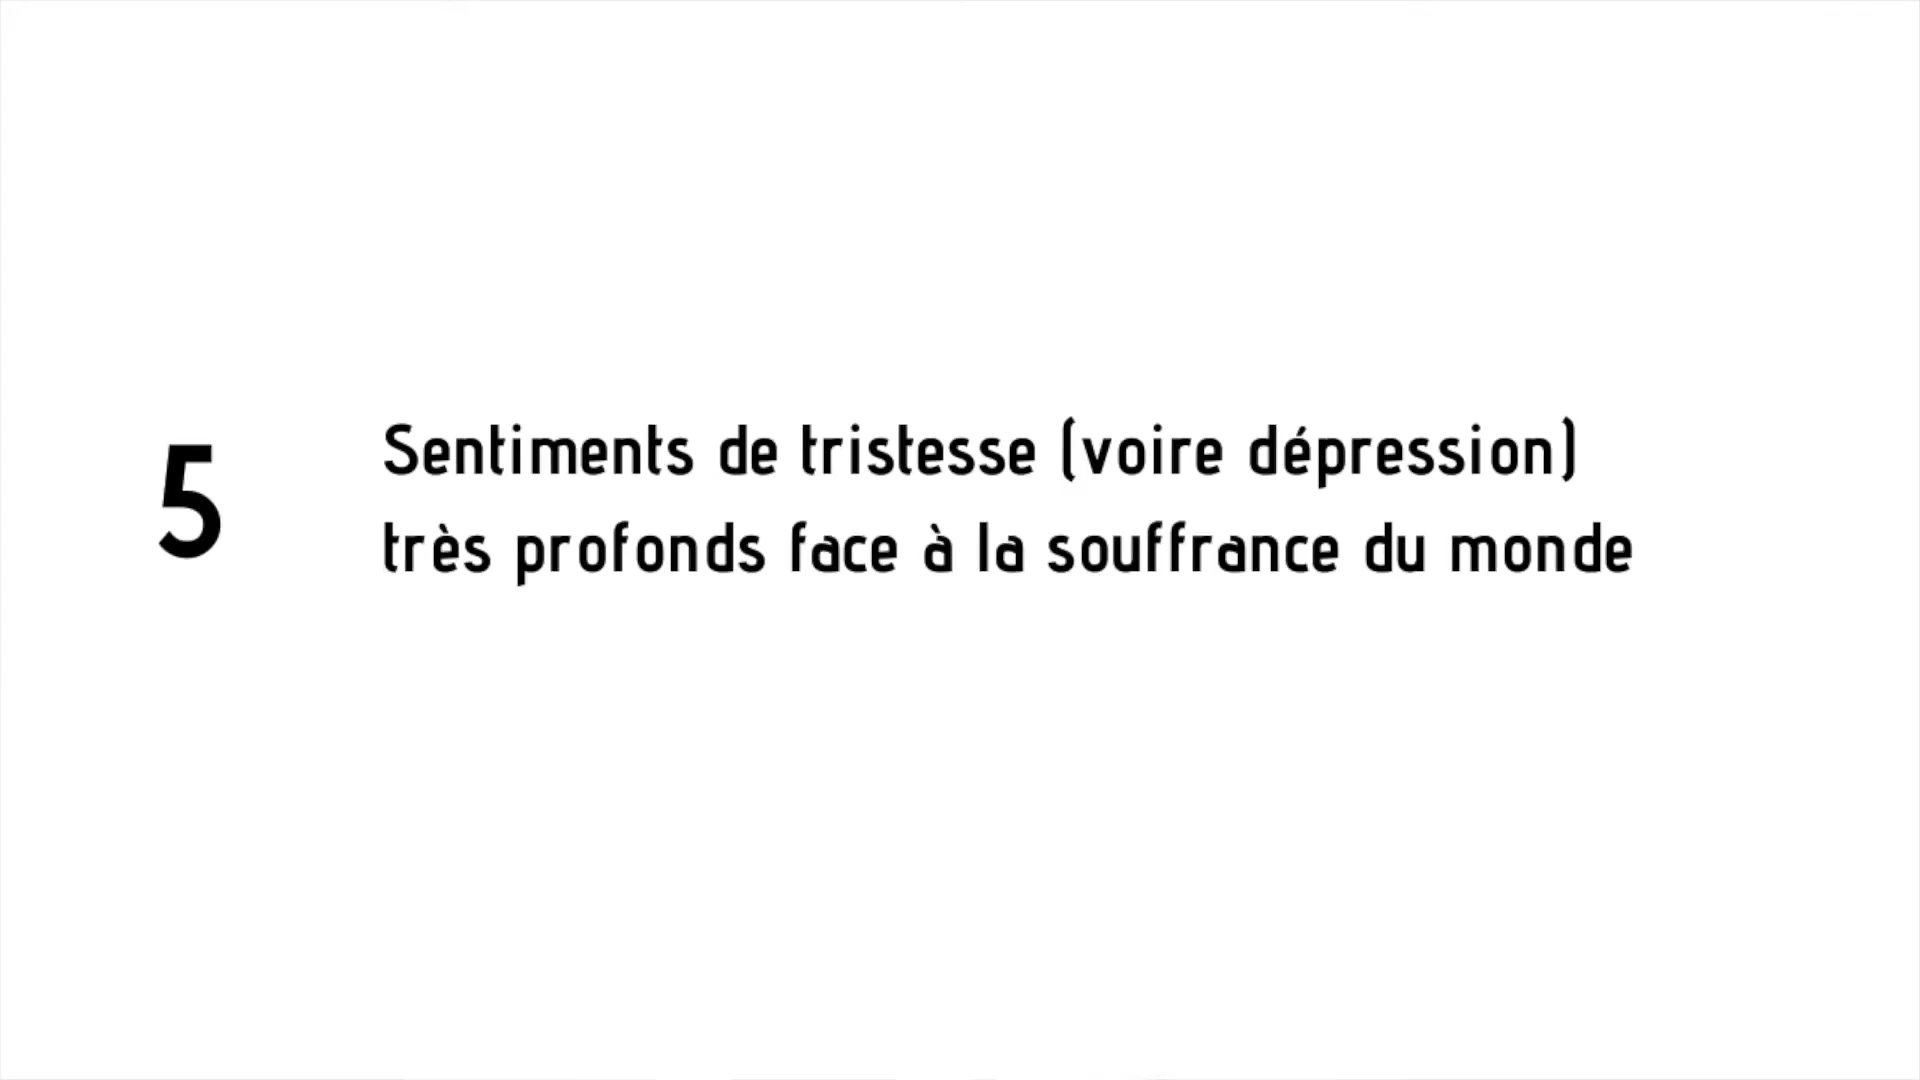 5
Sentiments de tristesse (voire dépression)
très profonds face à la souffrance du monde